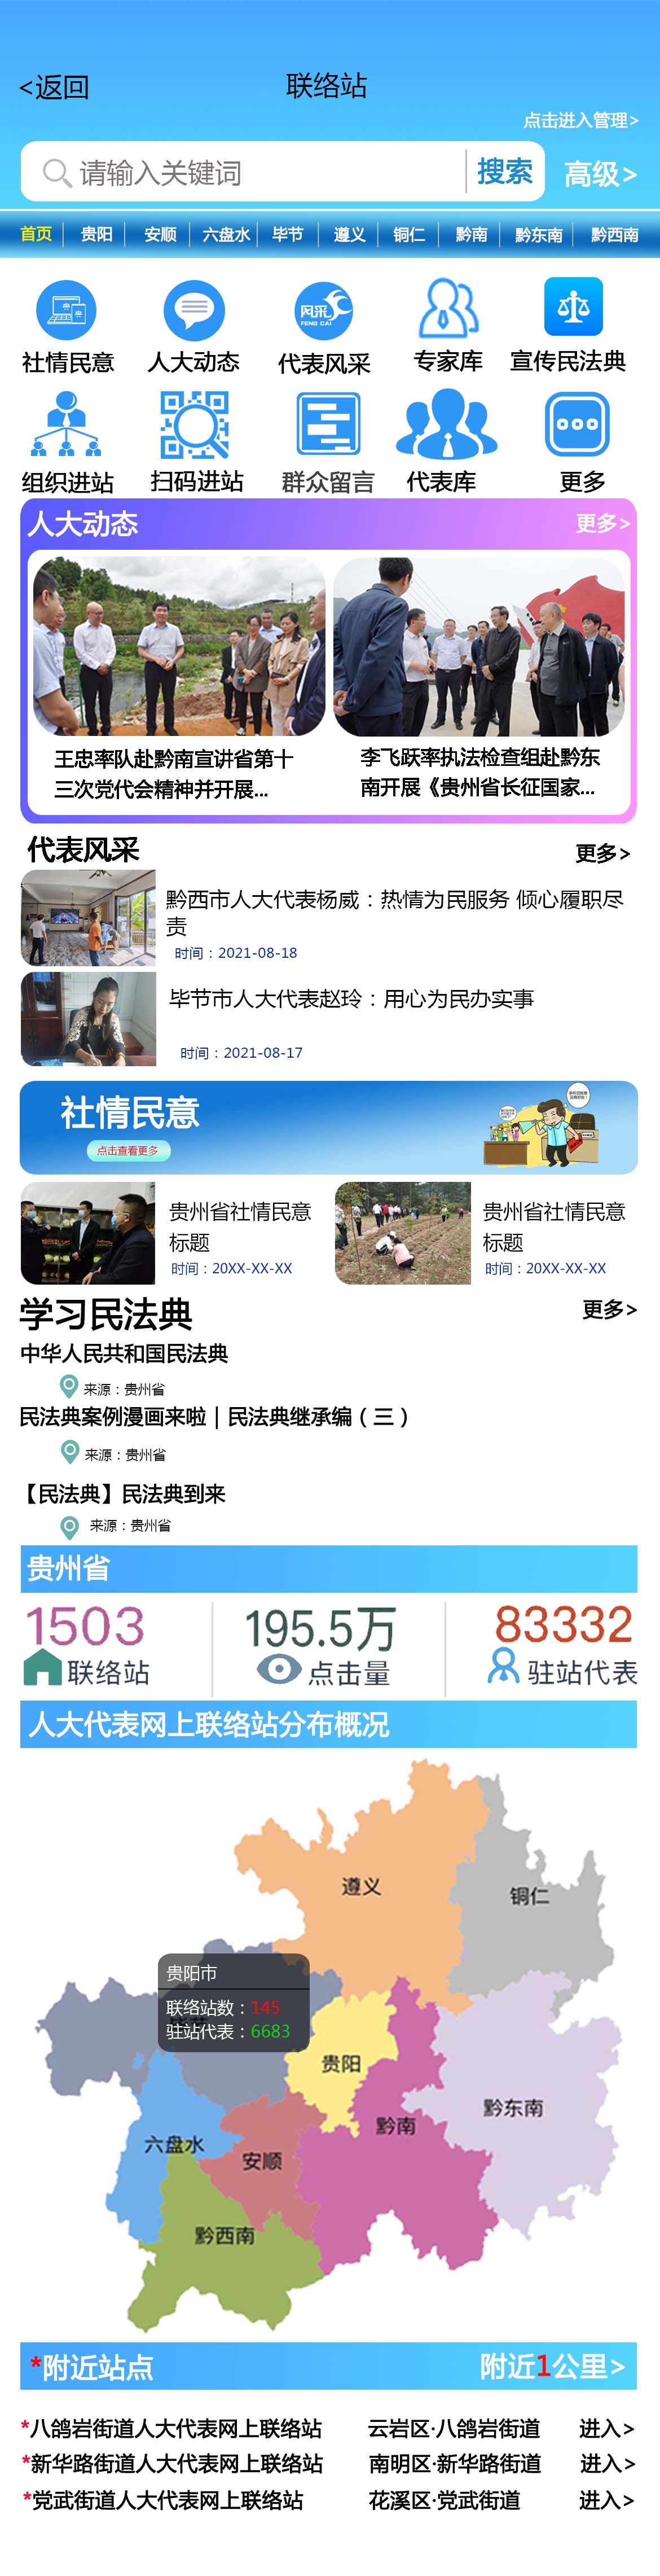 <返回
联络站
点击进入管理>
请输入关键词
搜索
高级>
首页 贵阳 安顺 六盘水 毕节 遵义 铜仁 黔南 黔东南 黔西南
风采
FENG CAI
社情民意 人大动态 代表风采 专家库 宣传民法典
组织进站 扫码进站 群众留言 代表库 更多
人大动态 更多>
王忠率队赴黔南宣讲省第十
三次党代会精神并开展...
李飞跃率执法检查组赴黔东
南开展《贵州省长征国家...
代表风采 更多>
黔西市人大代表杨威：热情为民服务 倾心履职尽
责
时间：2021-08-18
毕节市人大代表赵玲：用心为民办实事
时间：2021-08-17
社情民意
点击查看更多
贵州省社情民意
标题
时间：20XX-XX-XX
贵州省社情民意
标题
时间：20XX-XX-XX
学习民法典 更多>
中华人民共和国民法典
来源：贵州省
民法典案例漫画来啦｜民法典继承编（三）
来源：贵州省
【民法典】民法典到来
来源：贵州省
贵州省
1503 195.5万 83332
联络站 点击量 驻站代表
人大代表网上联络站分布概况
遵义
铜仁
贵阳市
联络站数：145
驻站代表：6683
贵阳
黔东南
黔南
六盘水
安顺
黔西南
*附近站点 附近1公里>
*八鸽岩街道人大代表网上联络站 云岩区·八鸽岩街道 进入>
*新华路街道人大代表网上联络站 南明区·新华路街道 进入>
*党武街道人大代表网上联络站 花溪区·党武街道 进入>